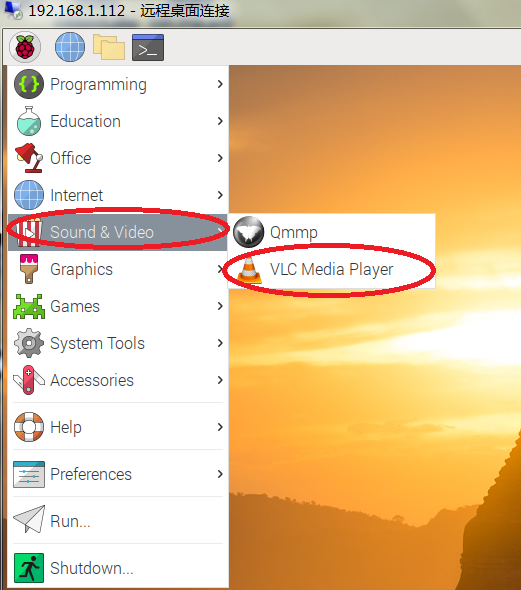 192.168.1.112 - 远程桌面连接
Programming
Education
Office
Internet
Sound & Video
Qmmp
Graphics
VLC Media Player
Games
System Tools
Accessories
Help
Preferences
Run...
Shutdown...